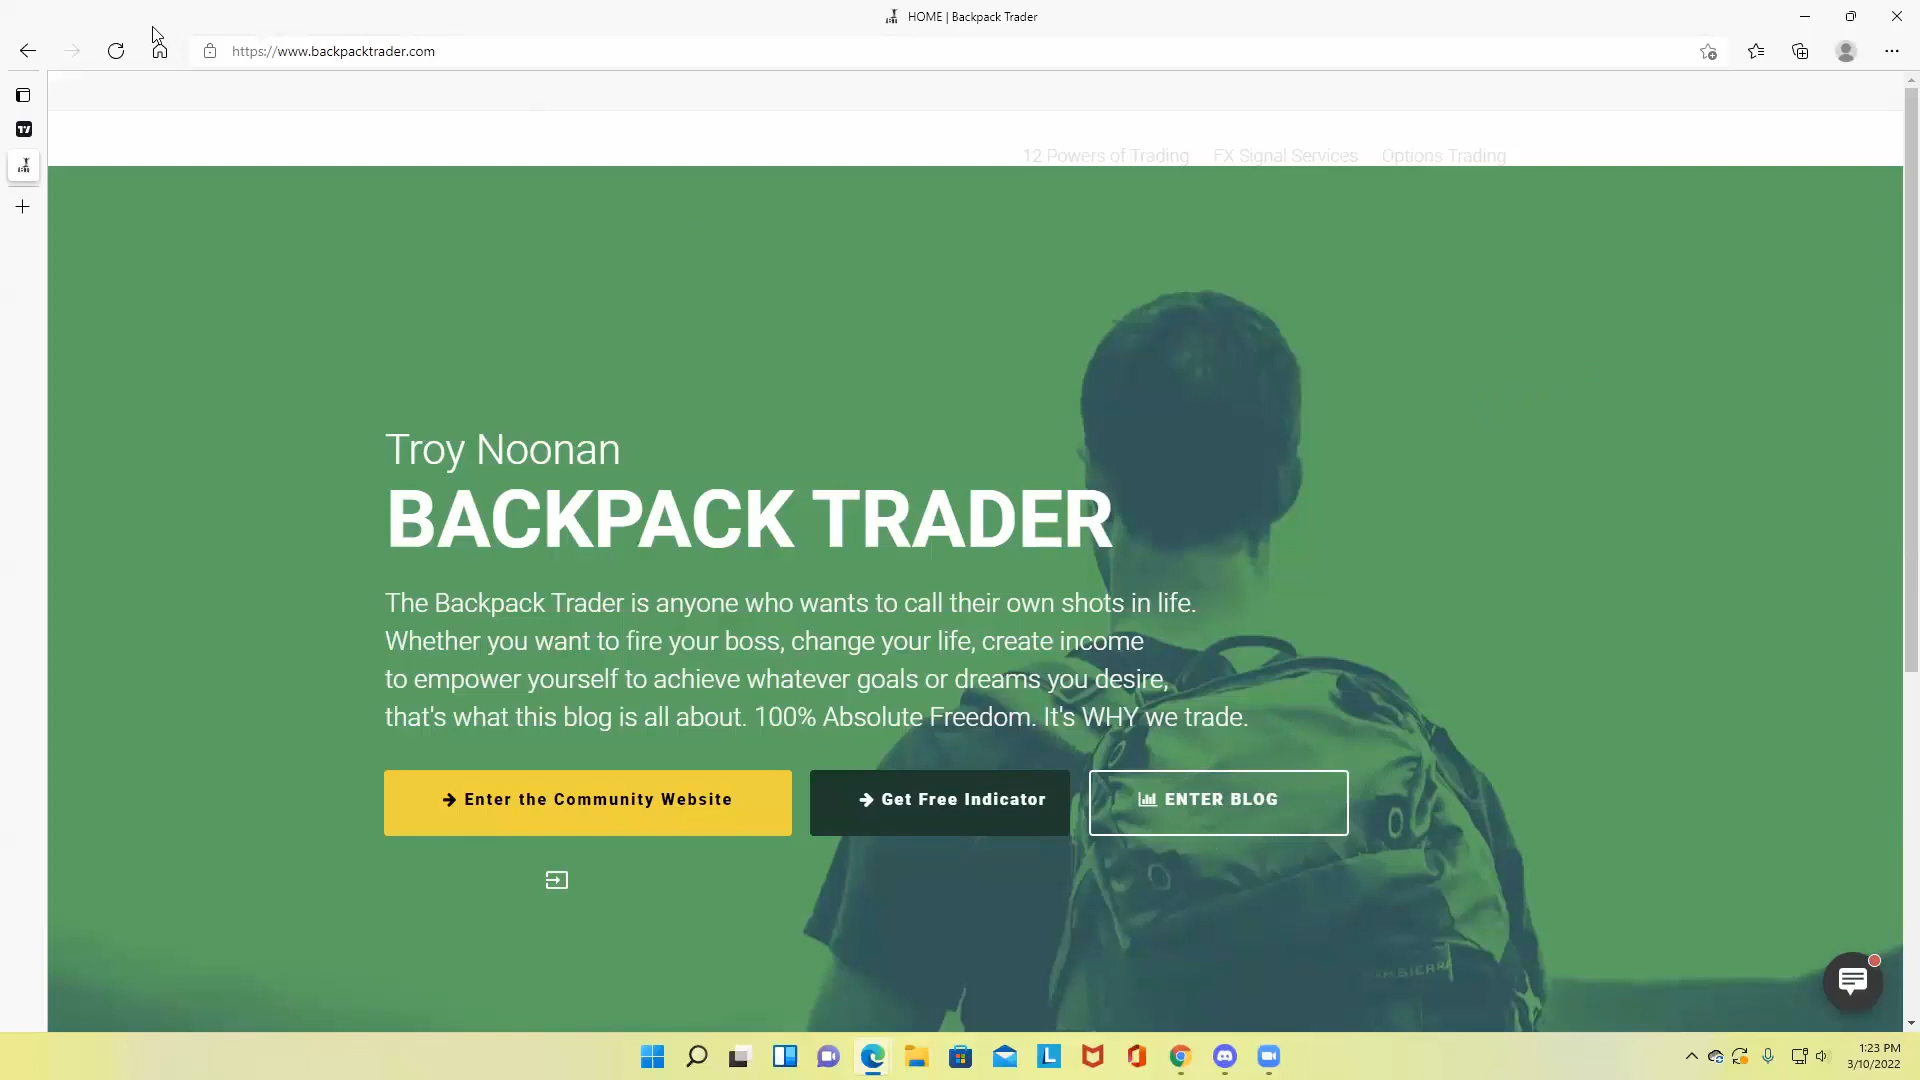 HOME | Backpack Trader
https://www.backpacktrader.com
12 Powers of Trading FX Signal Services Options Trading
Troy Noonan
BACKPACK TRADER
The Backpack Trader is anyone who wants to call their own shots in life.
Whether you want to fire your boss, change your life, create income
to empower yourself to achieve whatever goals or dreams you desire,
that's what this blog is all about. 100% Absolute Freedom. It's WHY we trade.
Enter the Community Website
Get Free Indicator
ENTER BLOG
1:23 PM
3/10/2022